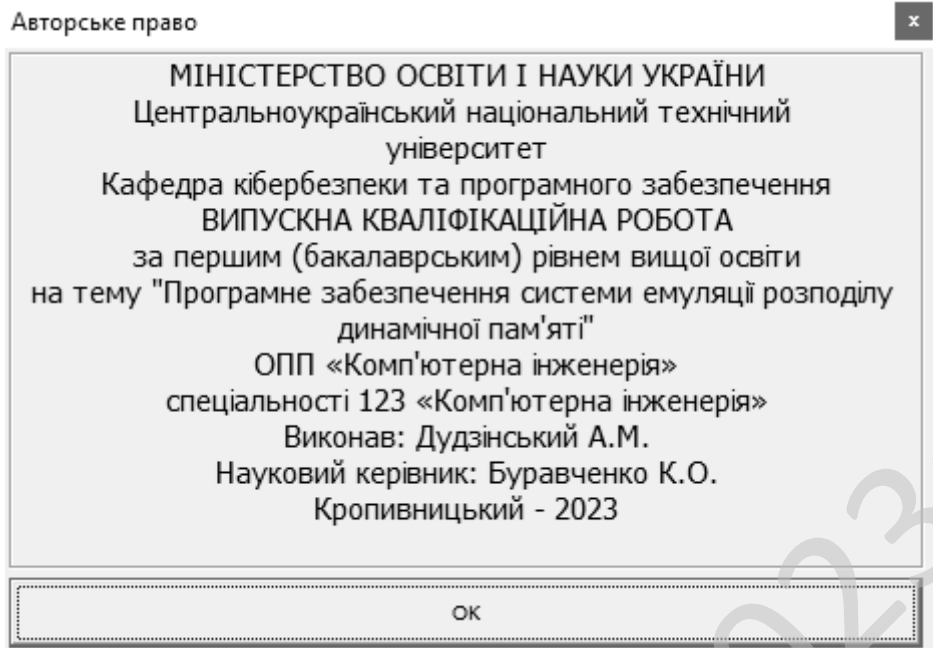 Авторське право
x
МІНІСТЕРСТВО ОСВІТИ І НАУКИ УКРАЇНИ
Центральноукраїнський національний технічний
університет
Кафедра кібербезпеки та програмного забезпечення
ВИПУСКНА КВАЛІФІКАЦІЙНА РОБОТА
за першим (бакалаврським) рівнем вищої освіти
на тему "Програмне забезпечення системи емуляції розподілу
динамічної пам'яті"
ОПП «Комп'ютерна інженерія»
спеціальності 123 «Комп'ютерна інженерія»
Виконав: Дудзінський А.М.
Науковий керівник: Буравченко К.О.
Кропивницький - 2023
ОК
2023